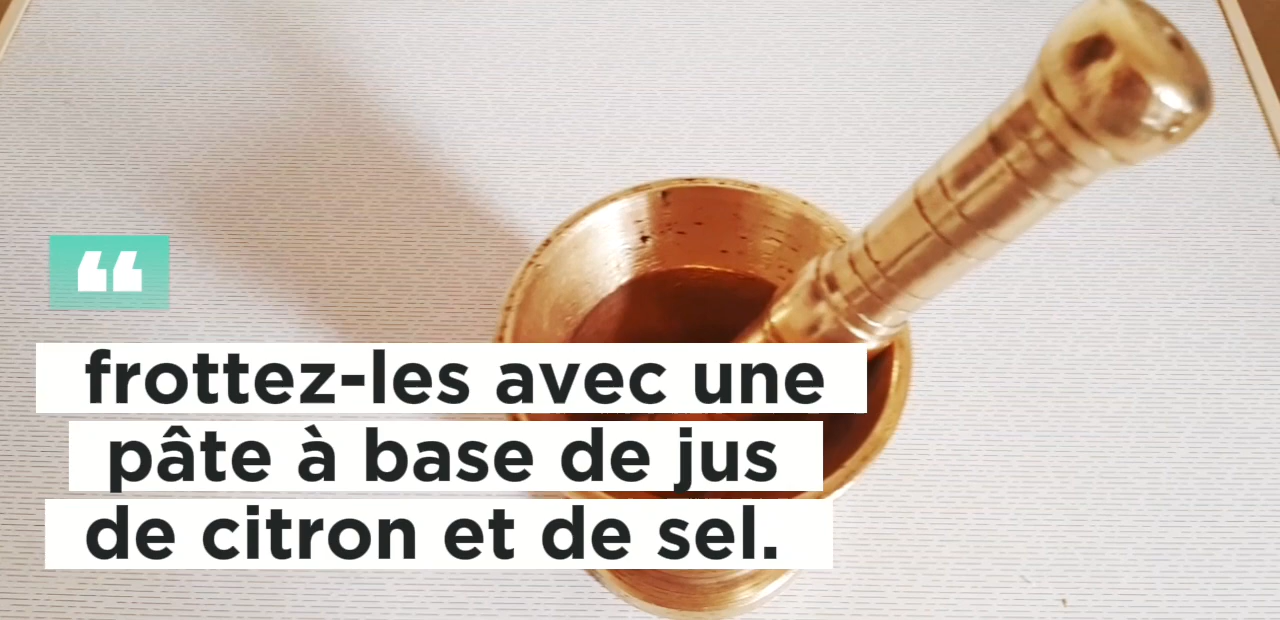 ❝
frottez-les avec une
pâte à base de jus
de citron et de sel.